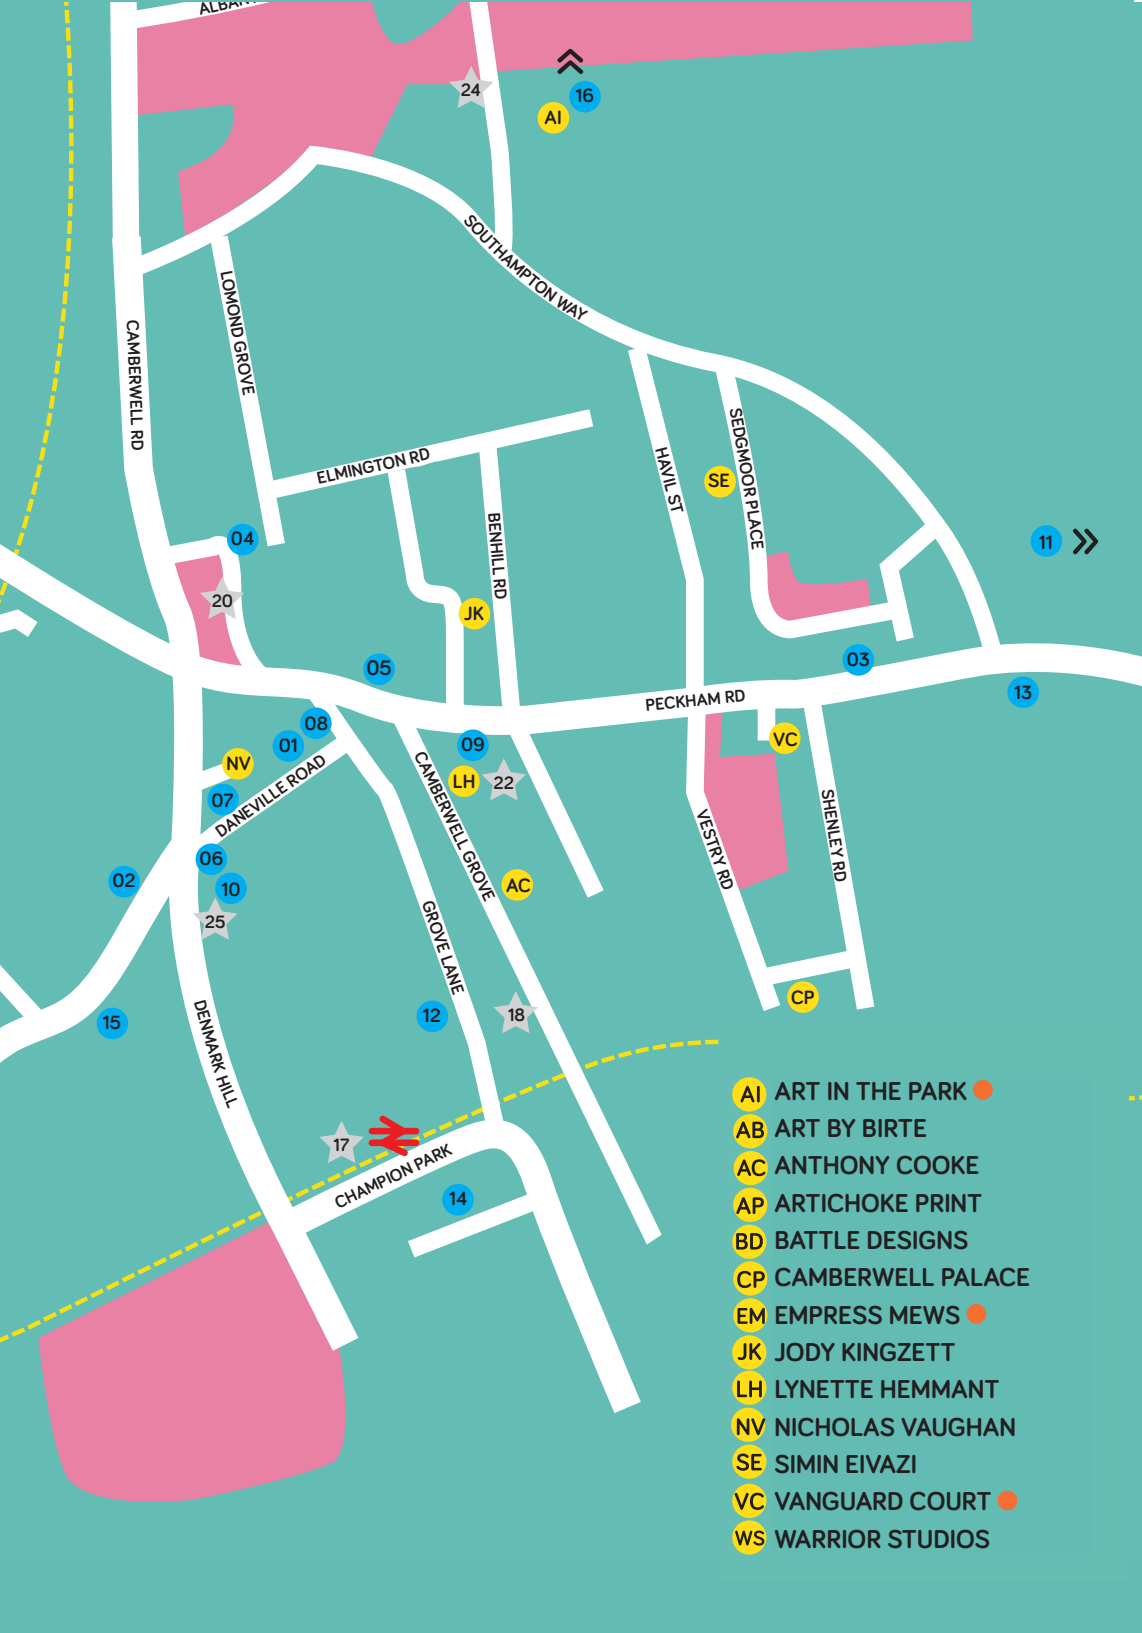 ALBAN
24
16
AI
SOUTHAMPTON WAY
LOMOND GROVE
CAMBERWELL RD
SEDGMOOR PLACE
ELMINGTON RD
HAVIL ST
SE
BENHILL RD
04
11
20
JK
05
03
PECKHAM RD
13
08
01
09
VC
NV
CAMBERWELL GROVE
LH
22
07
DANEVILLE ROAD
SHENLEY RD
VESTRY RD
06
02
10
AC
25
GROVE LANE
CP
DENMARK HILL
15
12
18
17
CHAMPION PARK
14
AI ART IN THE PARK
AB ART BY BIRTE
AC ANTHONY COOKE
AP ARTICHOKE PRINT
BD BATTLE DESIGNS
CP CAMBERWELL PALACE
EM EMPRESS MEWS
JK JODY KINGZETT
LH LYNETTE HEMMANT
NV NICHOLAS VAUGHAN
SE SIMIN EIVAZI
VC VANGUARD COURT
WS WARRIOR STUDIOS